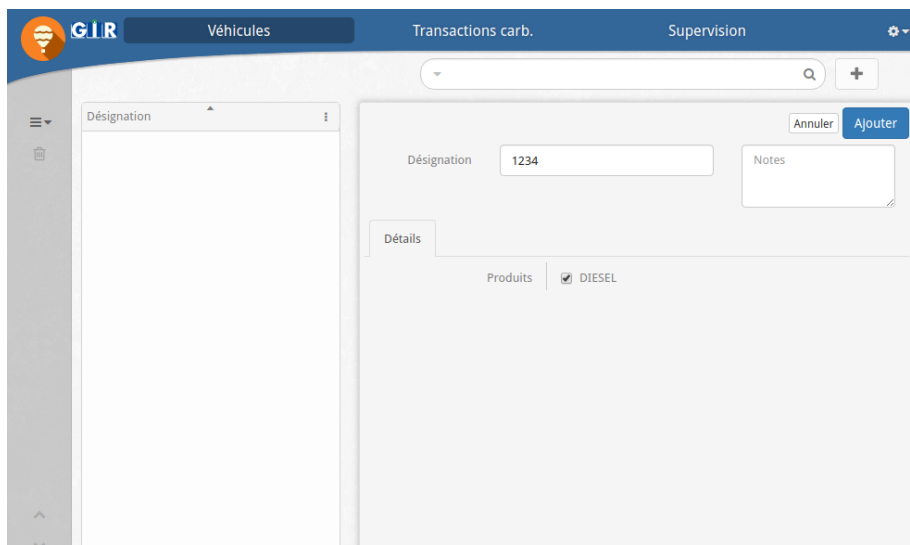 GIR Véhicules Transactions carb. Supervision
Désignation
Annuler Ajouter
Désignation 1234 Notes
Détails
Produits DIESEL